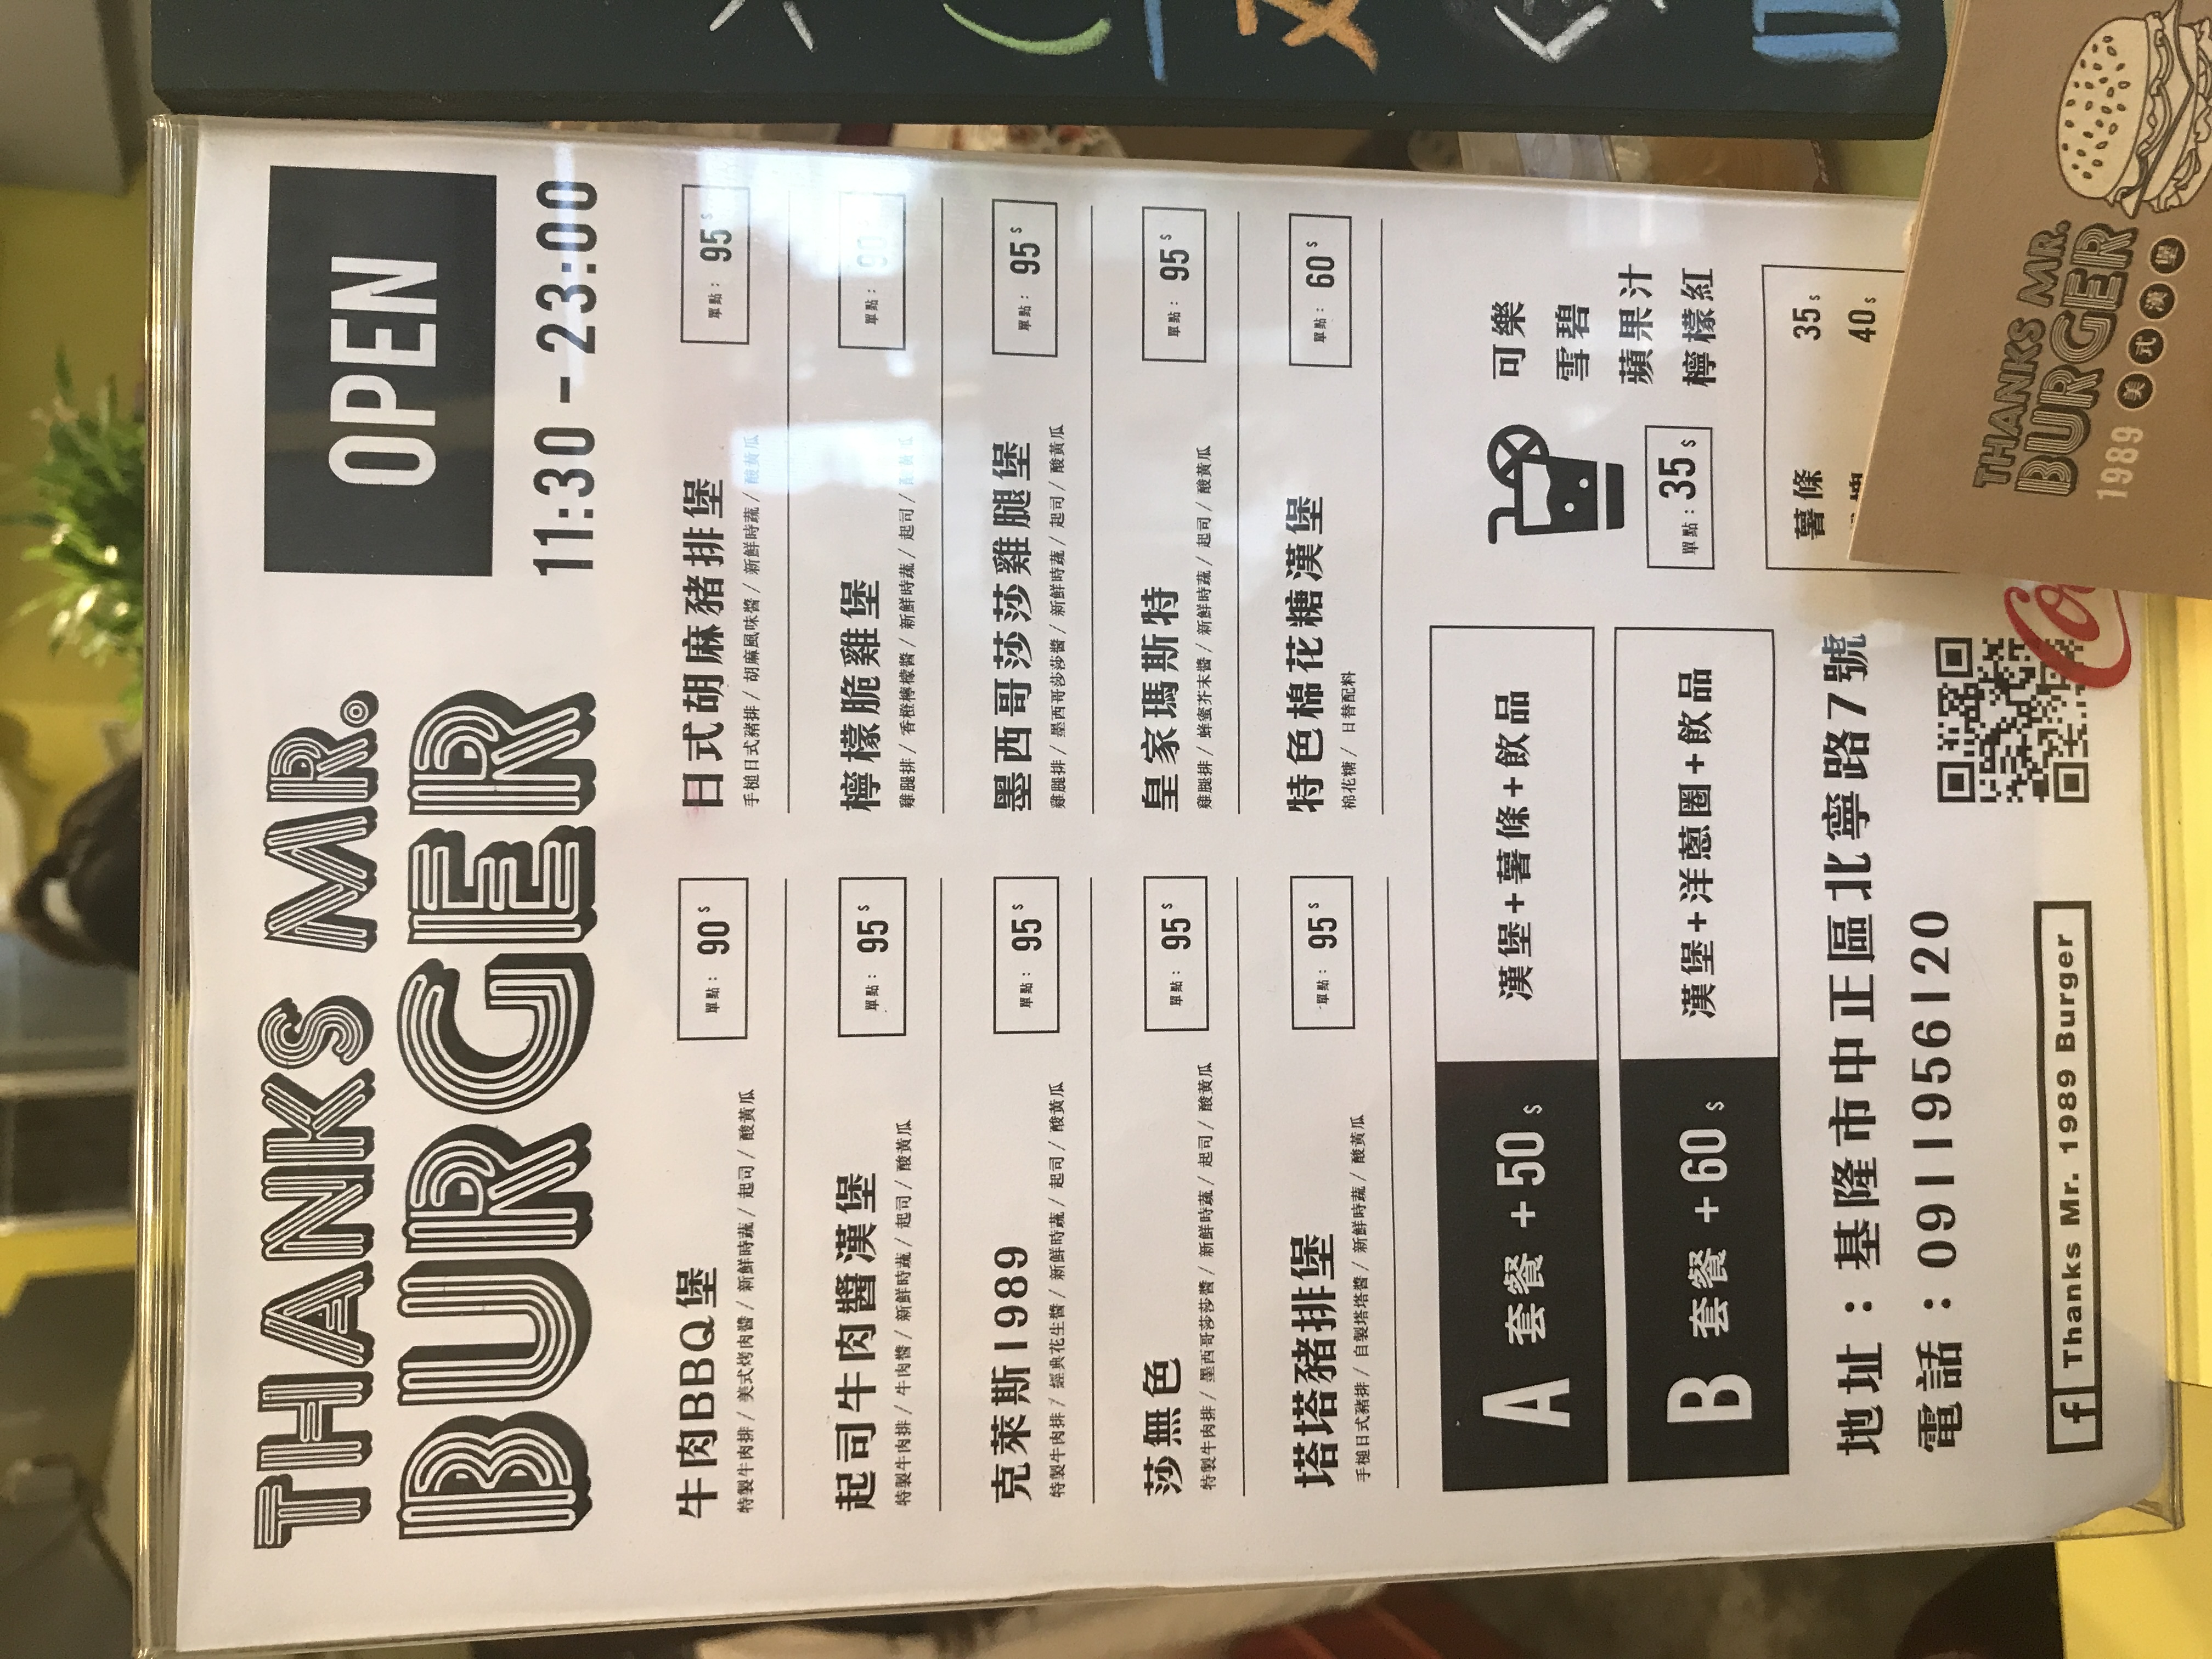 THANKS MR.
BURGER
OPEN
11:30 - 23:00
牛肉BBQ堡
單點： 90 $
特製牛肉排 / 美式烤肉醬 / 新鮮時蔬 / 起司 / 酸黃瓜
起司牛肉醬漢堡
單點： 95 $
特製牛肉排 / 牛肉醬 / 新鮮時蔬 / 起司 / 酸黃瓜
克萊斯1989
單點： 95 $
特製牛肉排 / 經典花生醬 / 新鮮時蔬 / 起司 / 酸黃瓜
莎無色
單點： 95 $
特製牛肉排 / 墨西哥莎莎醬 / 新鮮時蔬 / 起司 / 酸黃瓜
塔塔豬排堡
單點： 95 $
手槌日式豬排 / 自製塔塔醬 / 新鮮時蔬 / 酸黃瓜
日式胡麻豬排堡
單點： 95 $
手槌日式豬排 / 胡麻風味醬 / 新鮮時蔬 / 酸黃瓜
檸檬脆雞堡
單點： 90
雞腿排 / 香橙檸檬醬 / 新鮮時蔬 / 起司 / 酸黃瓜
墨西哥莎莎雞腿堡
單點： 95 $
雞腿排 / 墨西哥莎莎醬 / 新鮮時蔬 / 起司 / 酸黃瓜
皇家瑪斯特
單點： 95 $
雞腿排 / 蜂蜜芥末醬 / 新鮮時蔬 / 起司 / 酸黃瓜
特色棉花糖漢堡
單點： 60 $
棉花糖 / 日替配料
A 套餐 + 50 $
漢堡+薯條+飲品
B 套餐 + 60 $
漢堡+洋蔥圈+飲品
可樂
雪碧
蘋果汁
檸檬紅
單點： 35 $
薯條 35 $
40 $
地址：基隆市中正區北寧路7號
電話：0911956120
f Thanks Mr. 1989 Burger
THANKS MR.
BURGER
1989 美式漢堡